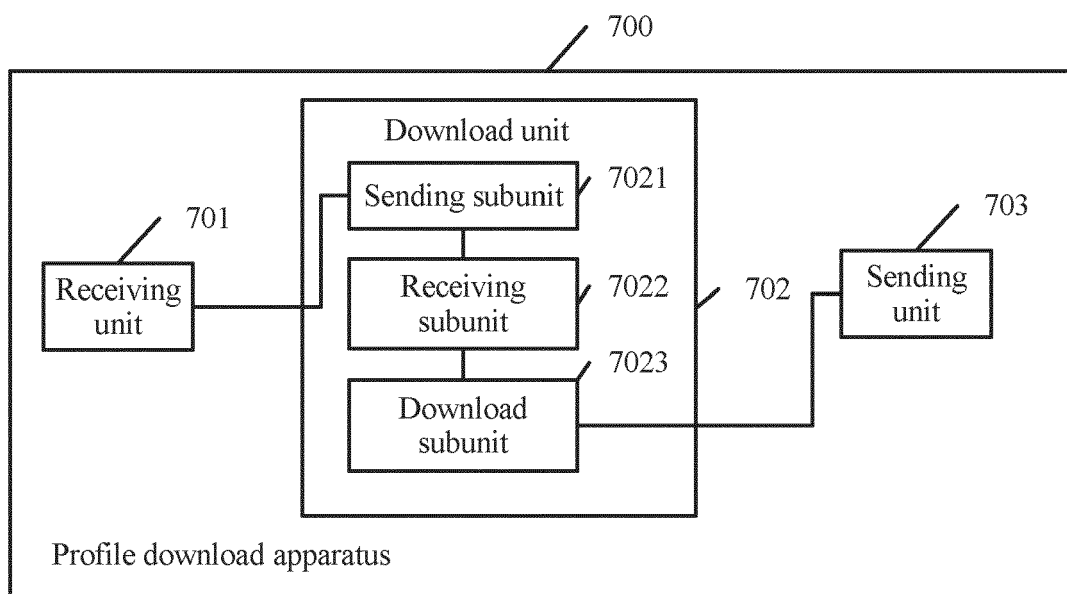 700
Download unit
Sending subunit
7021
701
703
Receiving
unit
Receiving
subunit
7022
702
Sending
unit
7023
Download
subunit
Profile download apparatus